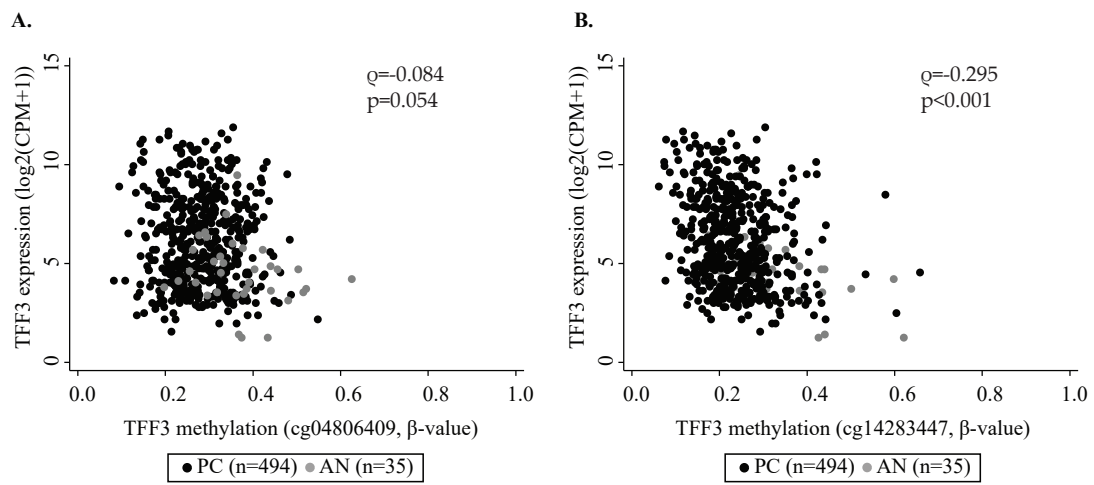 A.
TFF3 expression (log2(CPM+1))
15
10
5
0
ρ=-0.084
p=0.054
0.0 0.2 0.4 0.6 0.8 1.0
TFF3 methylation (cg04806409, β-value)
PC (n=494) AN (n=35)
B.
TFF3 expression (log2(CPM+1))
15
10
5
0
ρ=-0.295
p<0.001
0.0 0.2 0.4 0.6 0.8 1.0
TFF3 methylation (cg14283447, β-value)
PC (n=494) AN (n=35)